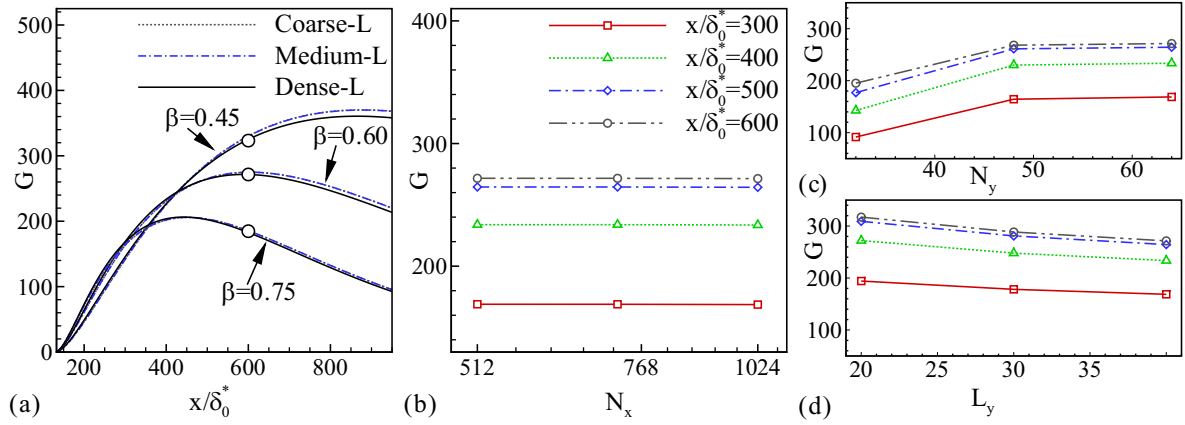 G
500
400
300
200
100
0
Coarse-L
Medium-L
Dense-L
β=0.45
β=0.60
β=0.75
200 400 600 800
(a)
x/δ₀*
G
400
300
200
x/δ₀*=300
x/δ₀*=400
x/δ₀*=500
x/δ₀*=600
512 768 1024
(b)
Nₓ
G
300
200
100
40 50 60
(c)
N_y
G
300
200
100
20 25 30 35
(d)
L_y